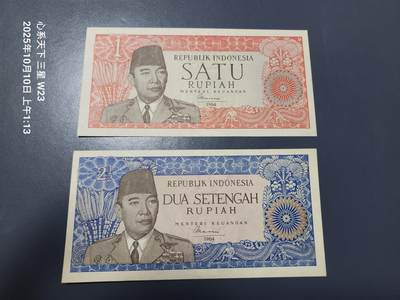 心系天下 三星 W23
2025年10月10日 上午1:13
1
REPUBLIK INDONESIA
SATU
RUPIAH
MENTERI KEUANGAN
1964
2½
REPUBLIK INDONESIA
DUA SETENGAH
RUPIAH
MENTERI KEUANGAN
1964